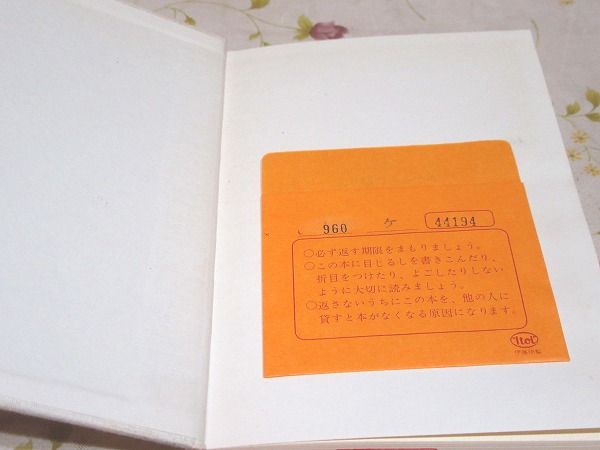 960 ケ 44194
○必ず返す期限をまもりましょう。
○この本に目じるしを書きこんだり、
折目をつけたり、よごしたりしない
ように大切に読みましょう。
○返さないうちにこの本を、他の人に
貸すと本がなくなる原因になります。
Itoi